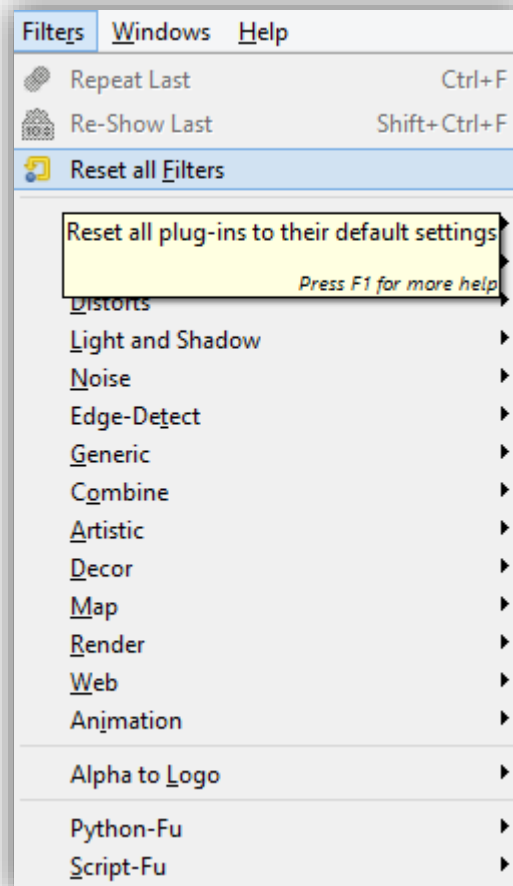 Filters Windows Help
Repeat Last Ctrl+F
Re-Show Last Shift+Ctrl+F
Reset all Filters
Reset all plug-ins to their default settings
Press F1 for more help
Distorts
Light and Shadow
Noise
Edge-Detect
Generic
Combine
Artistic
Decor
Map
Render
Web
Animation
Alpha to Logo
Python-Fu
Script-Fu